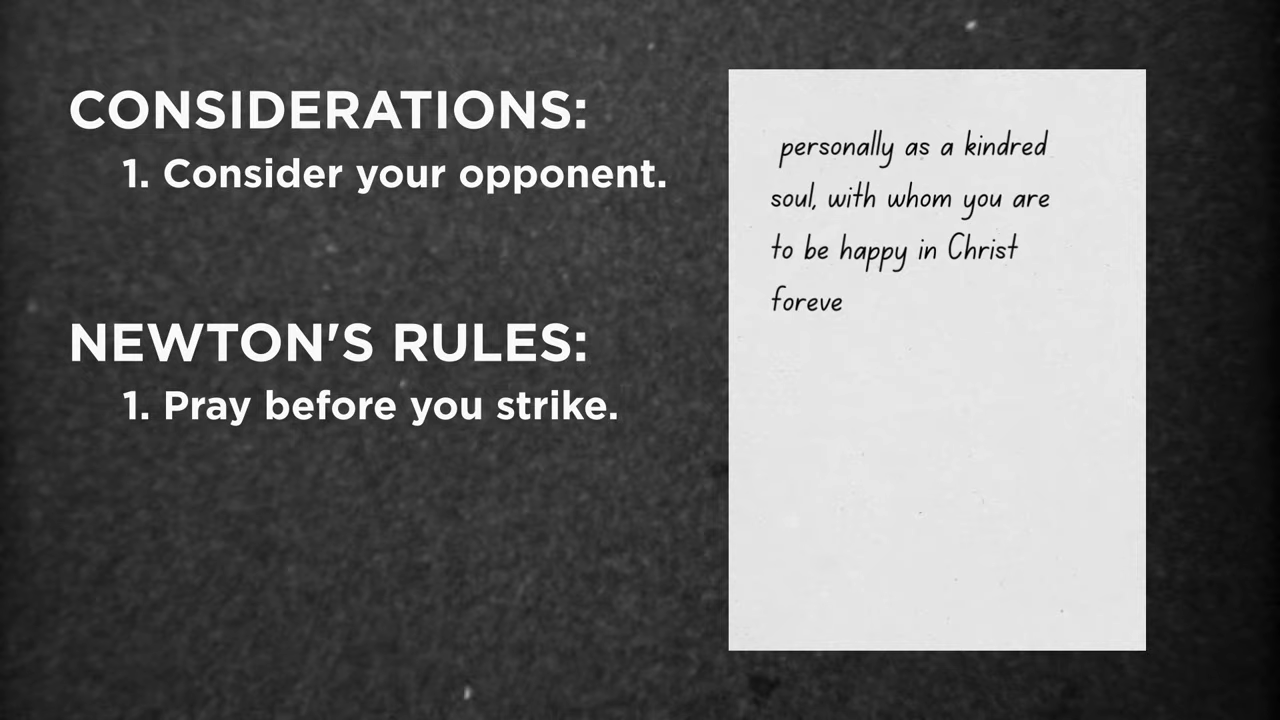 CONSIDERATIONS:
1. Consider your opponent.
NEWTON'S RULES:
1. Pray before you strike.
personally as a kindred
soul, with whom you are
to be happy in Christ
foreve